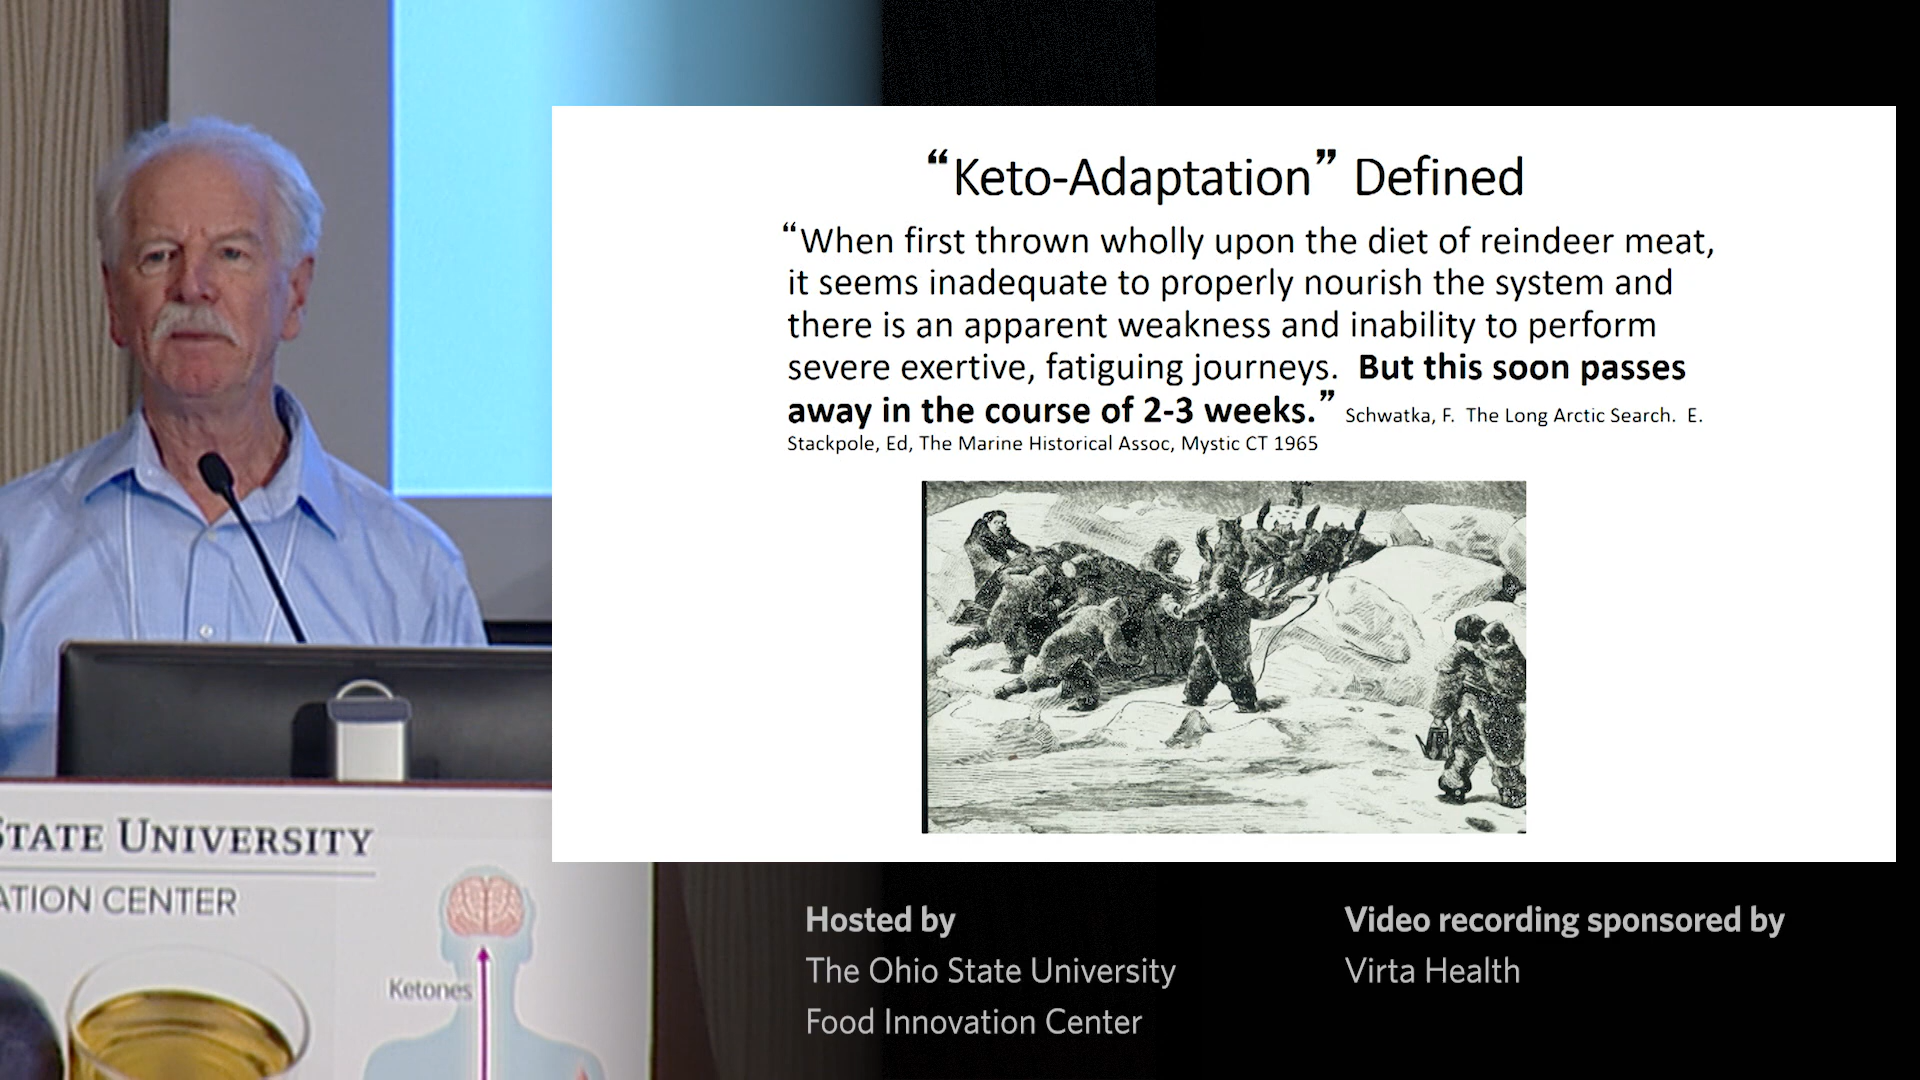 “Keto-Adaptation” Defined
“When first thrown wholly upon the diet of reindeer meat,
it seems inadequate to properly nourish the system and
there is an apparent weakness and inability to perform
severe exertive, fatiguing journeys.  But this soon passes
away in the course of 2-3 weeks.” Schwatka, F.  The Long Arctic Search.  E.
Stackpole, Ed, The Marine Historical Assoc, Mystic CT 1965
STATE UNIVERSITY
ATION CENTER
Ketones
Hosted by
The Ohio State University
Food Innovation Center
Video recording sponsored by
Virta Health